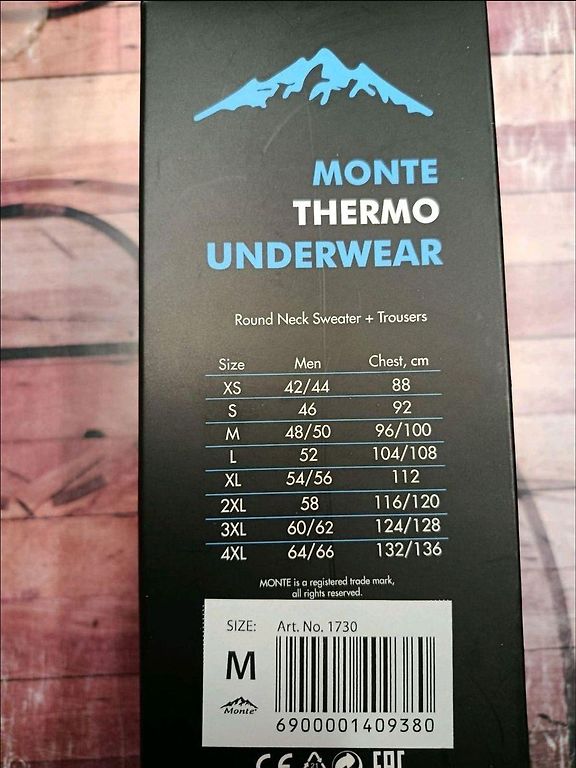 MONTE
THERMO
UNDERWEAR
Round Neck Sweater + Trousers
Size Men Chest, cm
XS 42/44 88
S 46 92
M 48/50 96/100
L 52 104/108
XL 54/56 112
2XL 58 116/120
3XL 60/62 124/128
4XL 64/66 132/136
MONTE is a registered trade mark,
all rights reserved.
SIZE: Art. No. 1730
M
Monte
6900001409380
CE 21 EAC